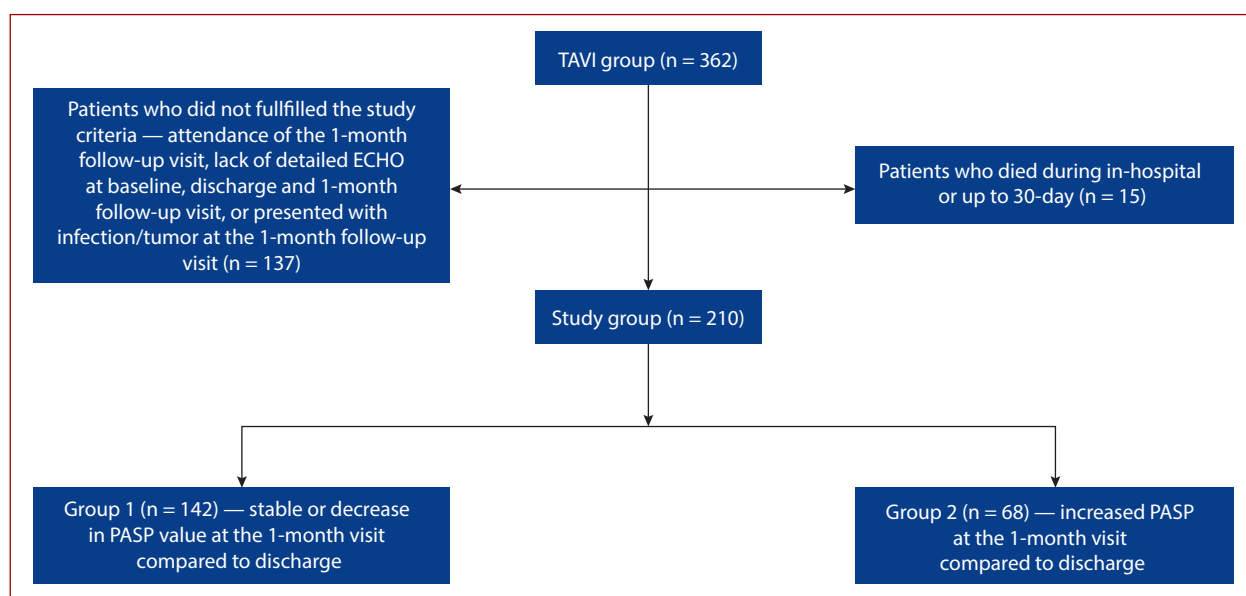 TAVI group (n = 362)
Patients who did not fullfilled the study
criteria — attendance of the 1-month
follow-up visit, lack of detailed ECHO
at baseline, discharge and 1-month
follow-up visit, or presented with
infection/tumor at the 1-month follow-up
visit (n = 137)
Patients who died during in-hospital
or up to 30-day (n = 15)
Study group (n = 210)
Group 1 (n = 142) — stable or decrease
in PASP value at the 1-month visit
compared to discharge
Group 2 (n = 68) — increased PASP
at the 1-month visit
compared to discharge